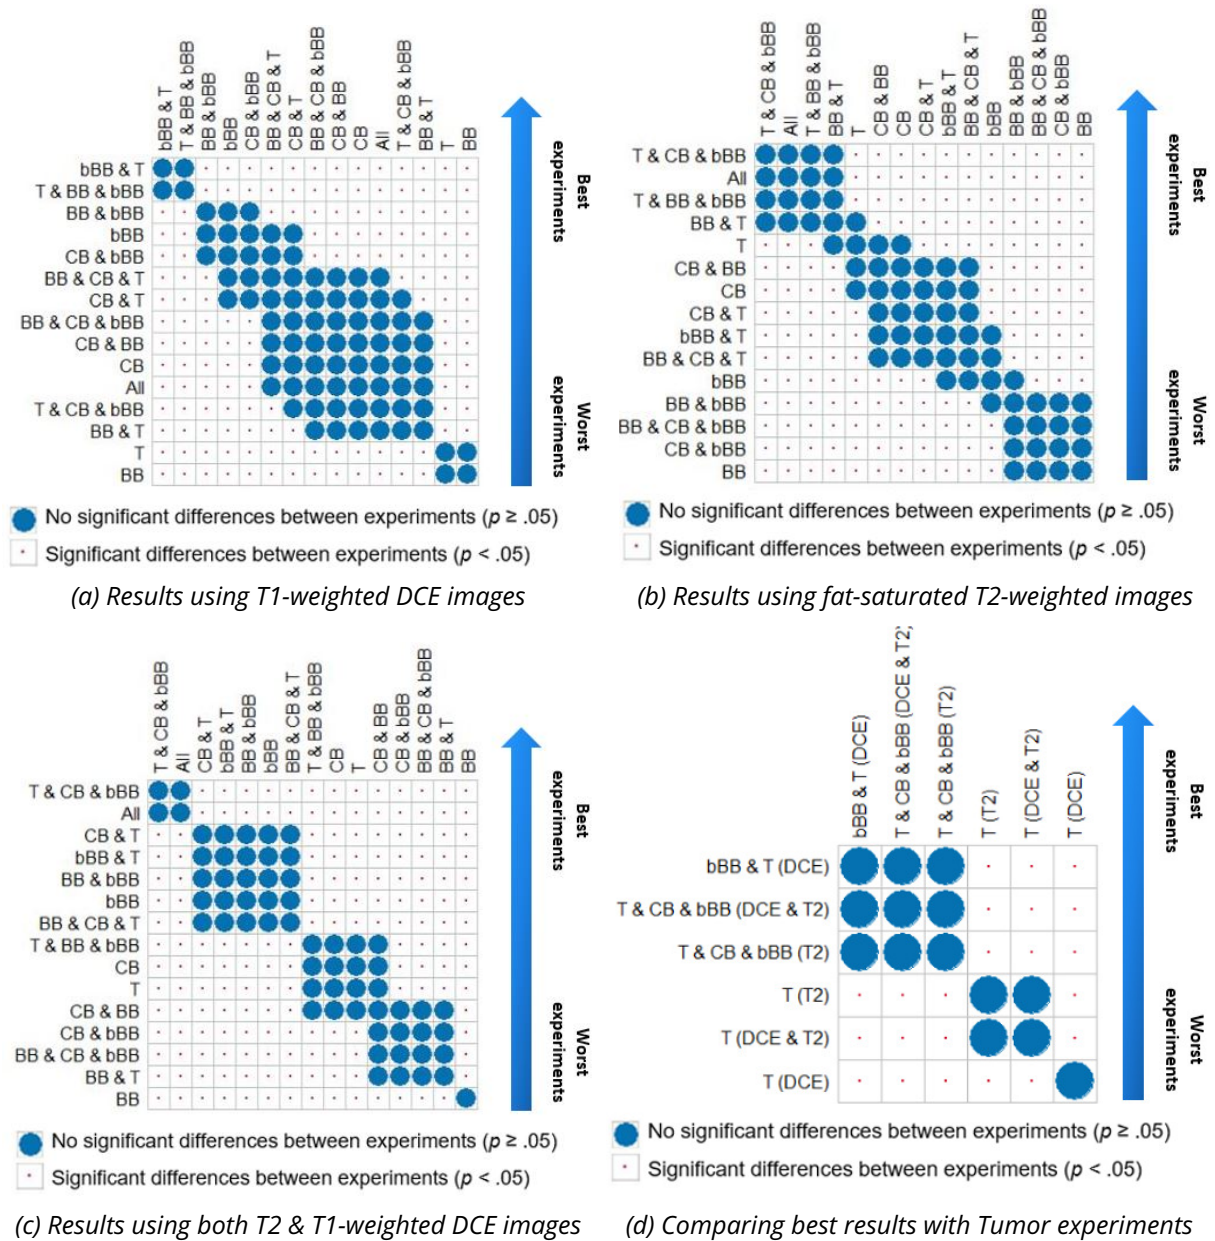 bBB & T
T & BB & bBB
BB & bBB
bBB
CB & bBB
BB & CB & T
CB & T
BB & CB & bBB
CB & BB
CB
All
T & CB & bBB
BB & T
T
BB
bBB & T
T & BB & bBB
BB & bBB
bBB
CB & bBB
BB & CB & T
CB & T
BB & CB & bBB
CB & BB
CB
All
T & CB & bBB
BB & T
T
BB
Best
experiments
Worst
experiments
No significant differences between experiments (p ≥ .05)
Significant differences between experiments (p < .05)
(a) Results using T1-weighted DCE images
T & CB & bBB
All
T & BB & bBB
BB & T
T
CB & BB
CB
CB & T
bBB & T
BB & CB & T
bBB
BB & bBB
BB & CB & bBB
CB & bBB
BB
T & CB & bBB
All
T & BB & bBB
BB & T
T
CB & BB
CB
CB & T
bBB & T
BB & CB & T
bBB
BB & bBB
BB & CB & bBB
CB & bBB
BB
Best
experiments
Worst
experiments
No significant differences between experiments (p ≥ .05)
Significant differences between experiments (p < .05)
(b) Results using fat-saturated T2-weighted images
T & CB & bBB
All
CB & T
bBB & T
BB & bBB
bBB
BB & CB & T
T & BB & bBB
CB
T
CB & BB
CB & bBB
BB & CB & bBB
BB & T
BB
T & CB & bBB
All
CB & T
bBB & T
BB & bBB
bBB
BB & CB & T
T & BB & bBB
CB
T
CB & BB
CB & bBB
BB & CB & bBB
BB & T
BB
Best
experiments
Worst
experiments
No significant differences between experiments (p ≥ .05)
Significant differences between experiments (p < .05)
(c) Results using both T2 & T1-weighted DCE images
bBB & T (DCE)
T & CB & bBB (DCE & T2)
T & CB & bBB (T2)
T (T2)
T (DCE & T2)
T (DCE)
bBB & T (DCE)
T & CB & bBB (DCE & T2)
T & CB & bBB (T2)
T (T2)
T (DCE & T2)
T (DCE)
Best
experiments
Worst
experiments
No significant differences between experiments (p ≥ .05)
Significant differences between experiments (p < .05)
(d) Comparing best results with Tumor experiments